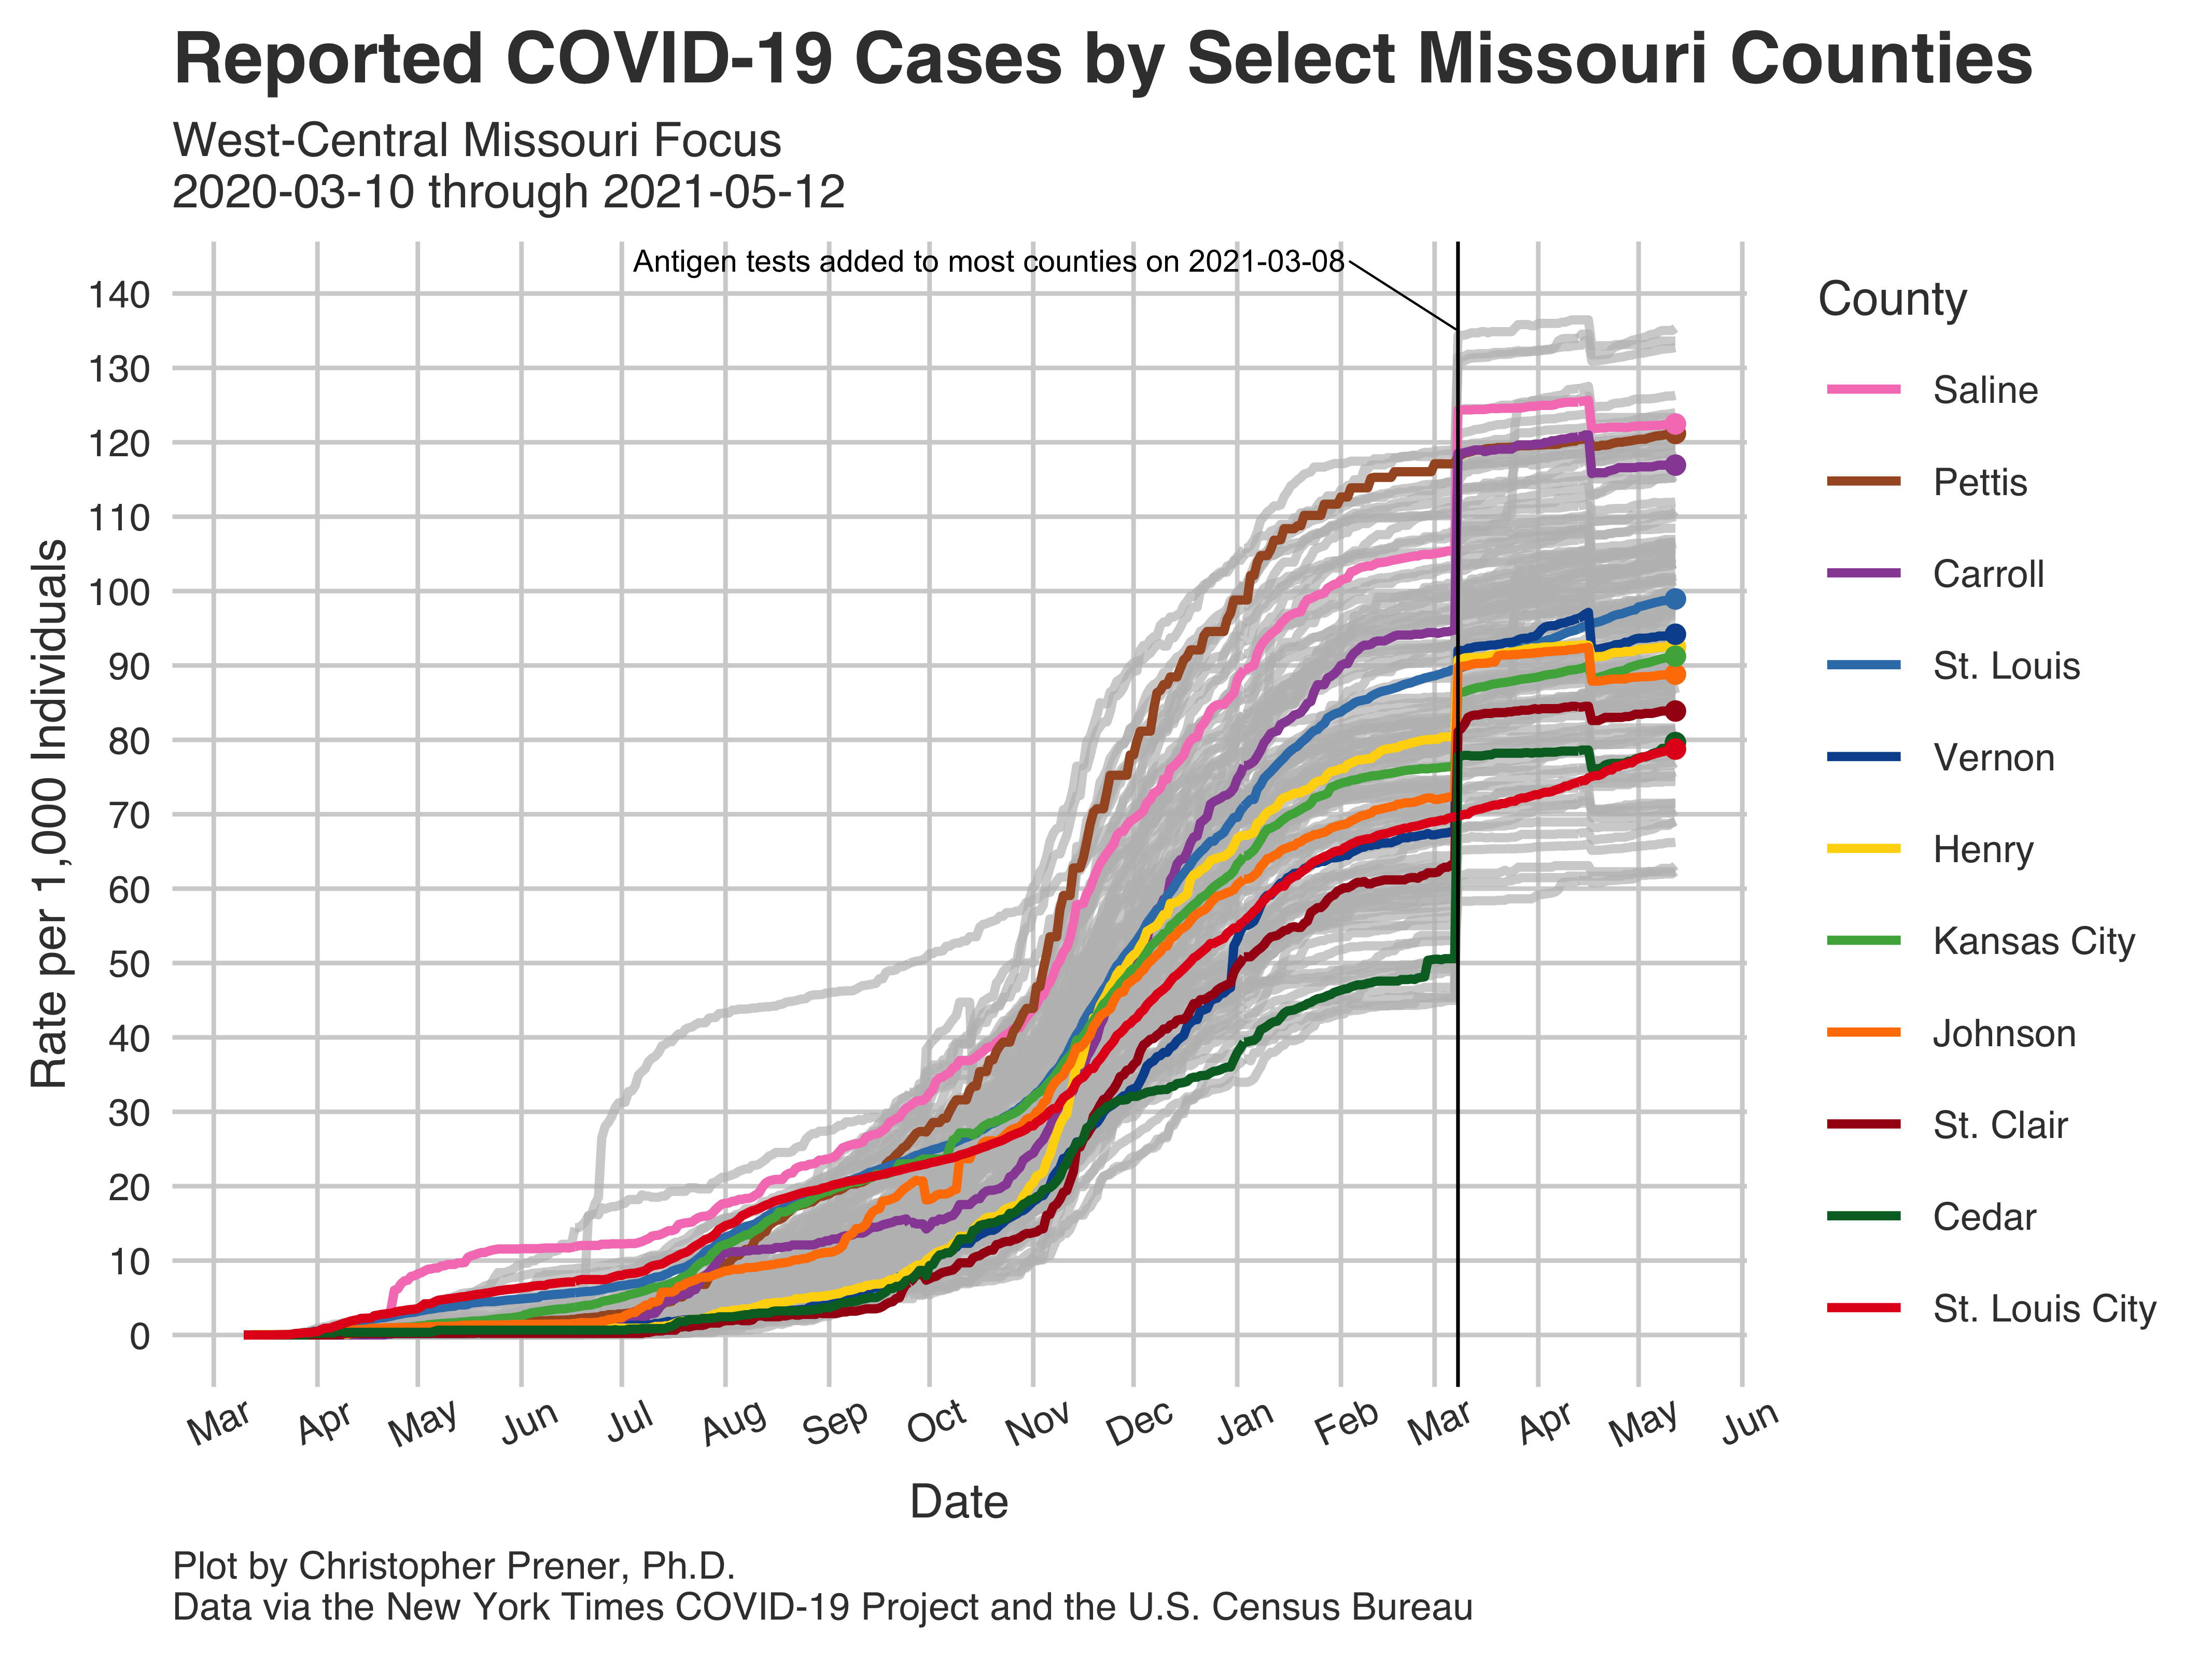 Reported COVID-19 Cases by Select Missouri Counties
West-Central Missouri Focus
2020-03-10 through 2021-05-12
Antigen tests added to most counties on 2021-03-08
Rate per 1,000 Individuals
140
130
120
110
100
90
80
70
60
50
40
30
20
10
0
Mar
Apr
May
Jun
Jul
Aug
Sep
Oct
Nov
Dec
Jan
Feb
Mar
Apr
May
Jun
Date
County
Saline
Pettis
Carroll
St. Louis
Vernon
Henry
Kansas City
Johnson
St. Clair
Cedar
St. Louis City
Plot by Christopher Prener, Ph.D.
Data via the New York Times COVID-19 Project and the U.S. Census Bureau